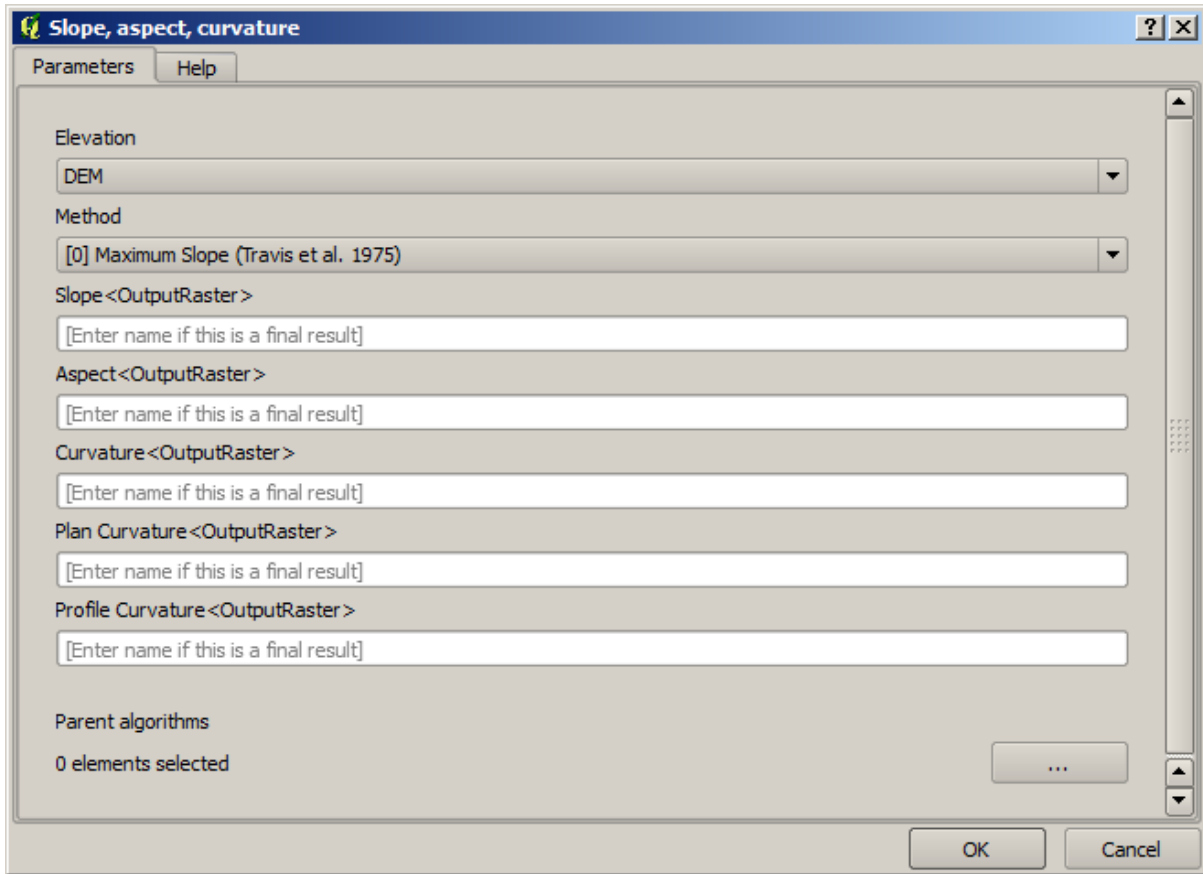 Slope, aspect, curvature
Parameters Help
Elevation
DEM
Method
[0] Maximum Slope (Travis et al. 1975)
Slope<OutputRaster>
[Enter name if this is a final result]
Aspect<OutputRaster>
[Enter name if this is a final result]
Curvature<OutputRaster>
[Enter name if this is a final result]
Plan Curvature<OutputRaster>
[Enter name if this is a final result]
Profile Curvature<OutputRaster>
[Enter name if this is a final result]
Parent algorithms
0 elements selected ...
OK Cancel